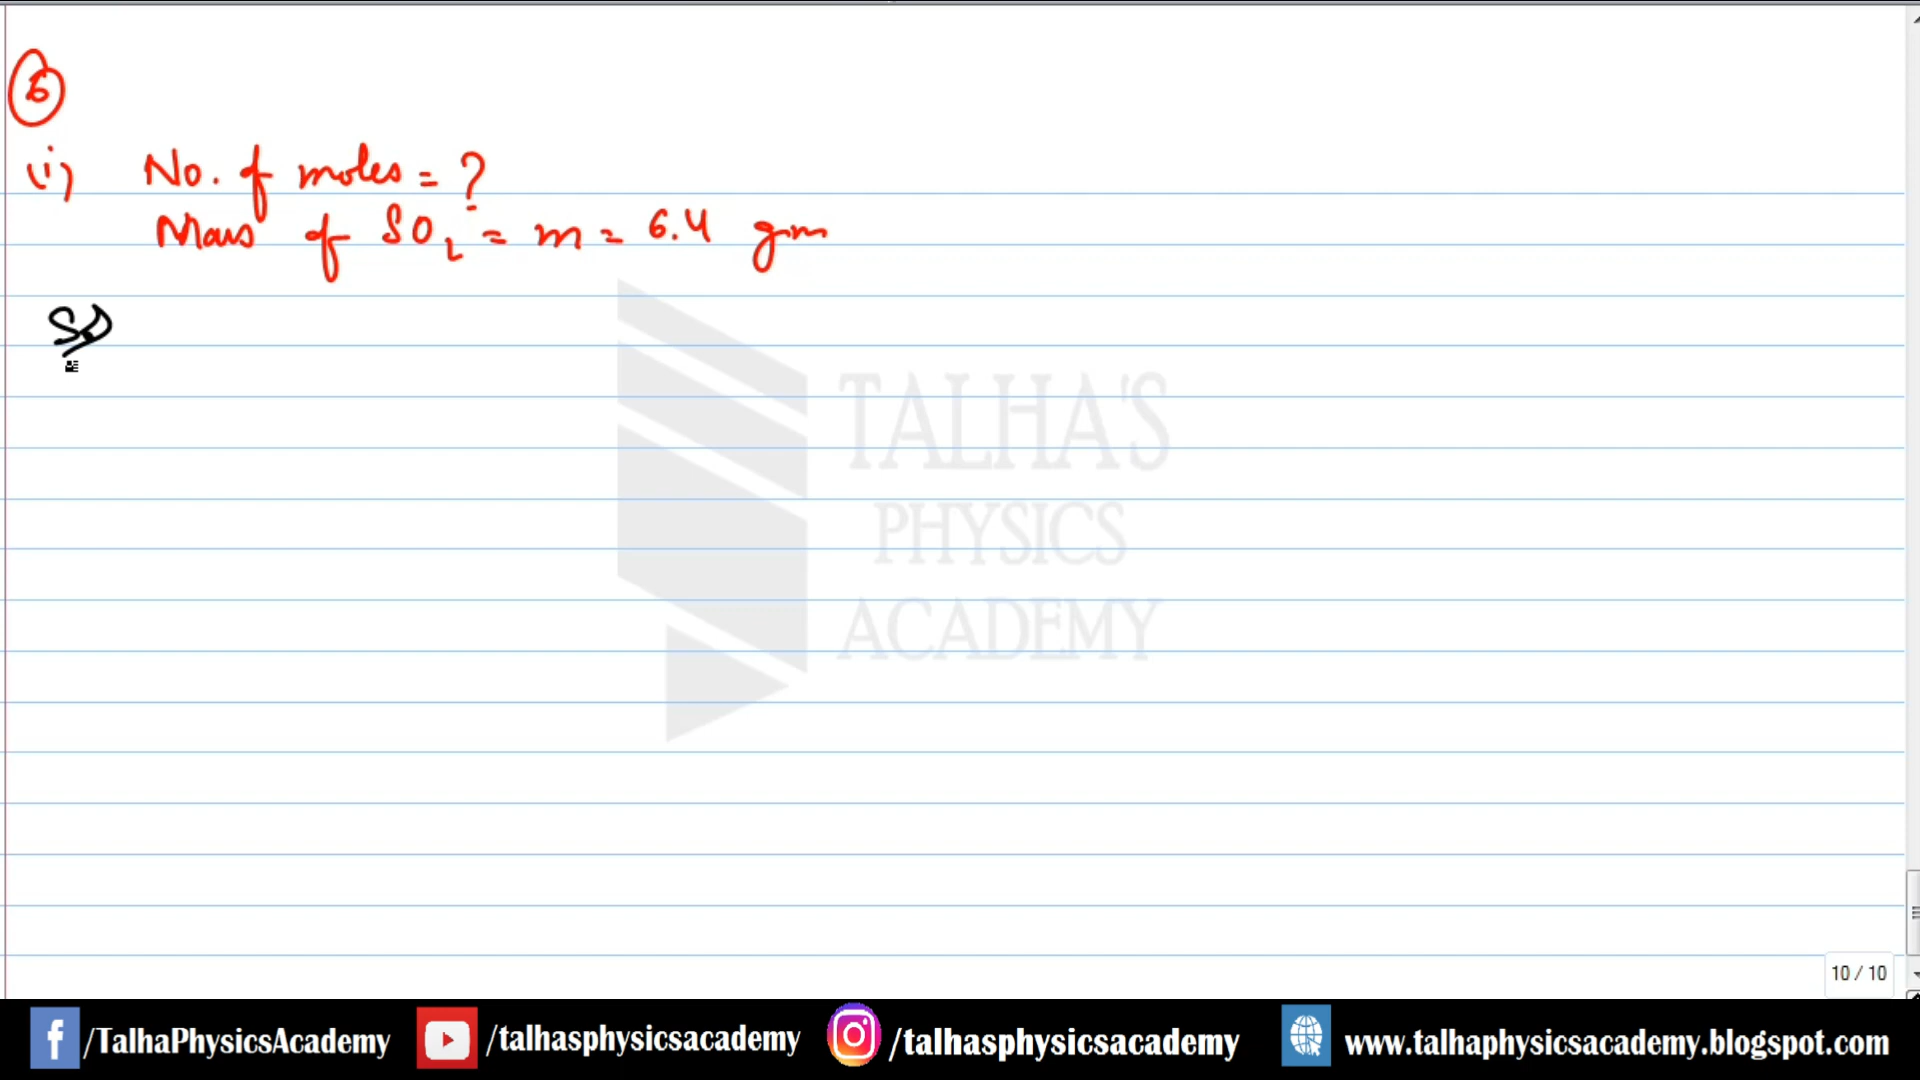 6
(i) No. of moles = ?
Mass of SO2 = m = 6.4 gm
Sol
TALHA'S
PHYSICS
ACADEMY
10 / 10
/TalhaPhysicsAcademy /talhasphysicsacademy /talhasphysicsacademy www.talhaphysicsacademy.blogspot.com